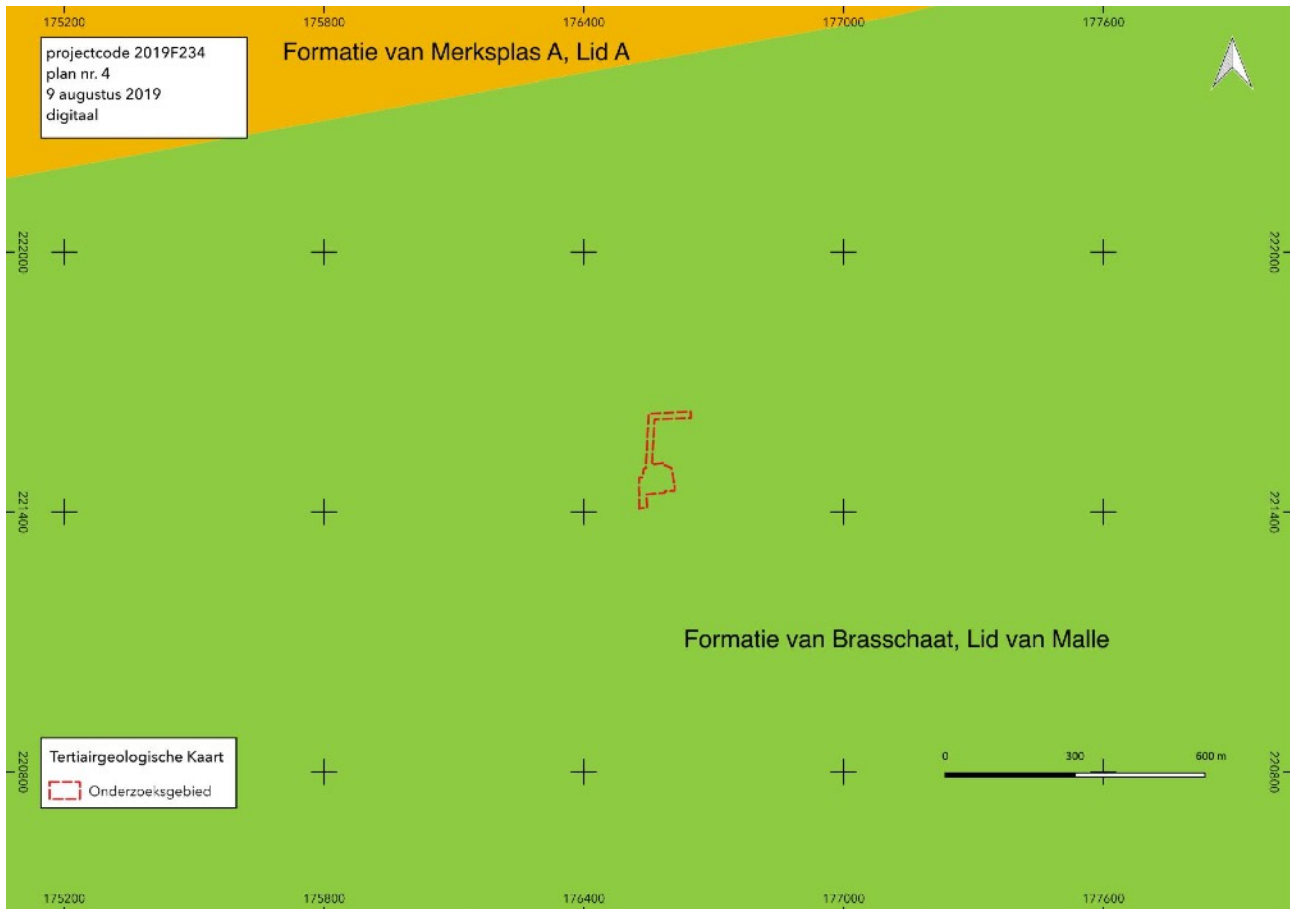 175200 175800 176400 177000 177600
projectcode 2019F234
plan nr. 4
9 augustus 2019
digitaal
Formatie van Merksplas A, Lid A
222000 222000
221400 221400
Formatie van Brasschaat, Lid van Malle
Tertiairgeologische Kaart
Onderzoeksgebied
0 300 600 m
220800 220800
175200 175800 176400 177000 177600